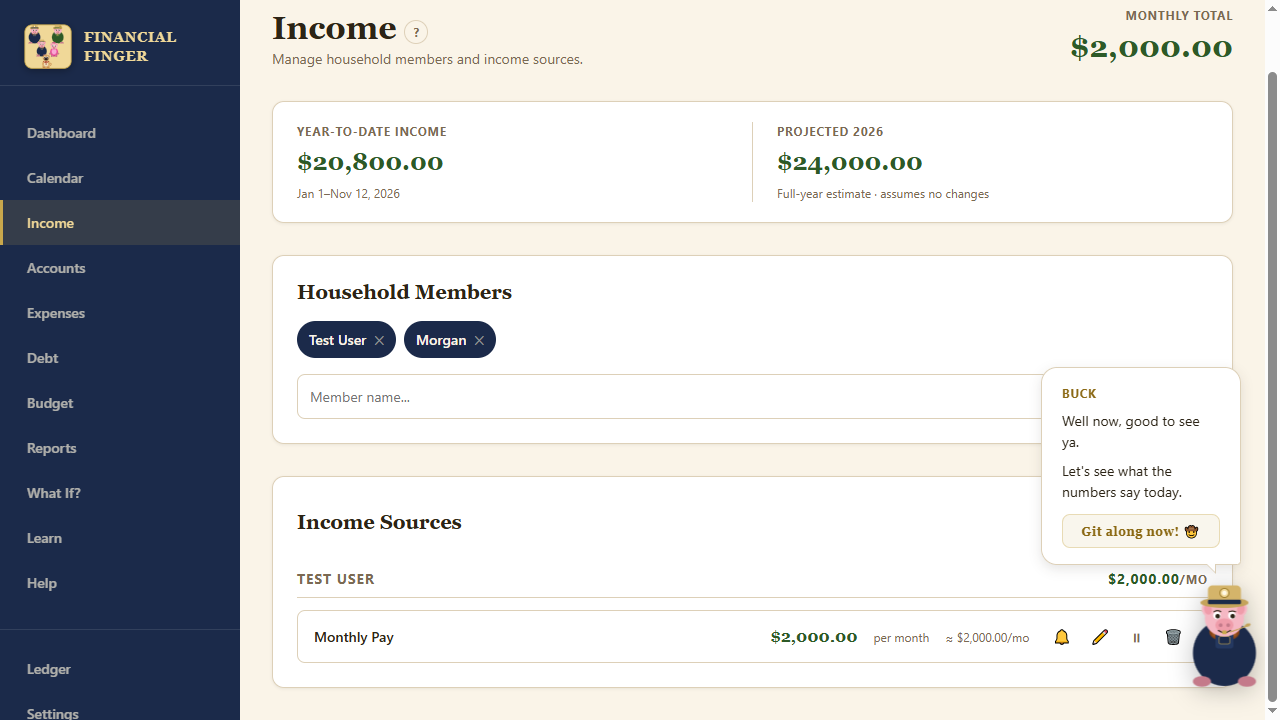 FINANCIAL
FINGER
Dashboard
Calendar
Income
Accounts
Expenses
Debt
Budget
Reports
What If?
Learn
Help
Ledger
Settings
Income ?
Manage household members and income sources.
MONTHLY TOTAL
$2,000.00
YEAR-TO-DATE INCOME
$20,800.00
Jan 1–Nov 12, 2026
PROJECTED 2026
$24,000.00
Full-year estimate · assumes no changes
Household Members
Test User ×
Morgan ×
Member name...
BUCK
Well now, good to see
ya.
Let's see what the
numbers say today.
Git along now! 🤠
Income Sources
TEST USER
$2,000.00/MO
Monthly Pay
$2,000.00 per month ≈ $2,000.00/mo